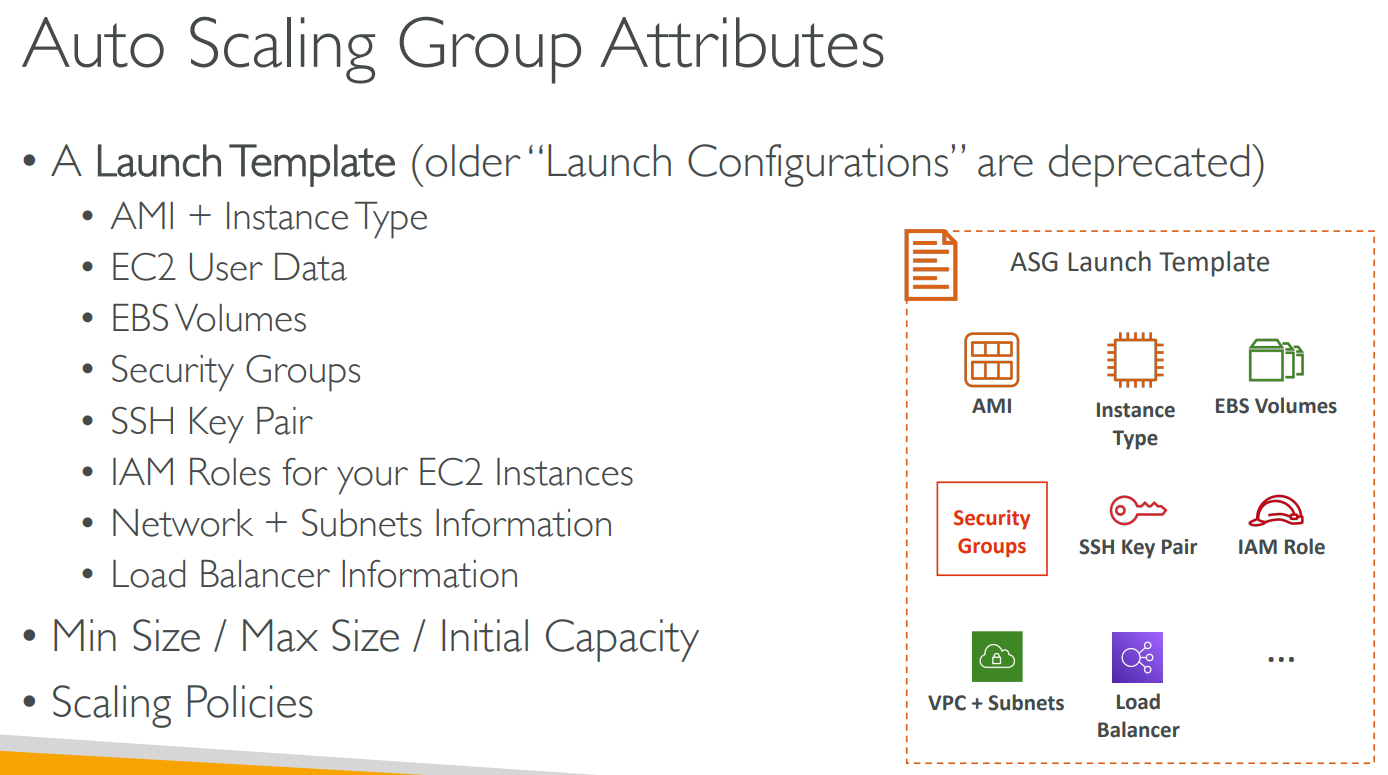 Auto Scaling Group Attributes
• A Launch Template (older “Launch Configurations” are deprecated)
• AMI + Instance Type
• EC2 User Data
• EBS Volumes
• Security Groups
• SSH Key Pair
• IAM Roles for your EC2 Instances
• Network + Subnets Information
• Load Balancer Information
• Min Size / Max Size / Initial Capacity
• Scaling Policies
ASG Launch Template
AMI
Instance
Type
EBS Volumes
Security
Groups
SSH Key Pair
IAM Role
VPC + Subnets
Load
Balancer
...